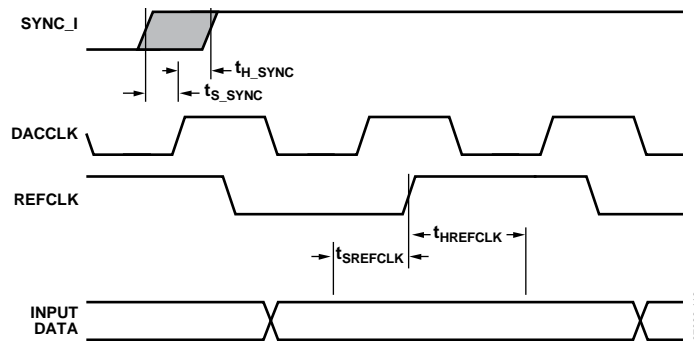 SYNC_I
tH_SYNC
tS_SYNC
DACCLK
REFCLK
tHREFCLK
tSREFCLK
INPUT
DATA